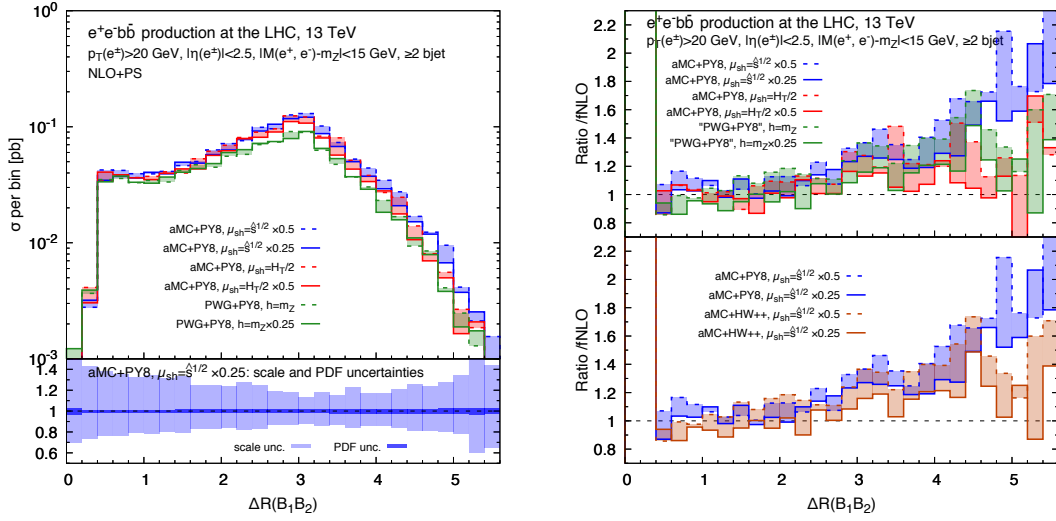 e⁺e⁻bb̄ production at the LHC, 13 TeV
p_T(e^±)>20 GeV, |η(e^±)|<2.5, |M(e⁺, e⁻)-m_Z|<15 GeV, ≥2 bjet
NLO+PS
σ per bin [pb]
10⁻¹
10⁻²
10⁻³
aMC+PY8, μ_sh=ŝ^1/2 ×0.5
aMC+PY8, μ_sh=ŝ^1/2 ×0.25
aMC+PY8, μ_sh=H_T/2
aMC+PY8, μ_sh=H_T/2 ×0.5
PWG+PY8, h=m_Z
PWG+PY8, h=m_Z×0.25
aMC+PY8, μ_sh=ŝ^1/2 ×0.25: scale and PDF uncertainties
1.4
1.2
1
0.8
0.6
scale unc.
PDF unc.
0 1 2 3 4 5
ΔR(B₁B₂)
e⁺e⁻bb̄ production at the LHC, 13 TeV
p_T(e^±)>20 GeV, |η(e^±)|<2.5, |M(e⁺, e⁻)-m_Z|<15 GeV, ≥2 bjet
aMC+PY8, μ_sh=ŝ^1/2 ×0.5
aMC+PY8, μ_sh=ŝ^1/2 ×0.25
aMC+PY8, μ_sh=H_T/2
aMC+PY8, μ_sh=H_T/2 ×0.5
"PWG+PY8", h=m_Z
"PWG+PY8", h=m_Z×0.25
Ratio /fNLO
2.2
2
1.8
1.6
1.4
1.2
1
0.8
aMC+PY8, μ_sh=ŝ^1/2 ×0.5
aMC+PY8, μ_sh=ŝ^1/2 ×0.25
aMC+HW++, μ_sh=ŝ^1/2 ×0.5
aMC+HW++, μ_sh=ŝ^1/2 ×0.25
Ratio /fNLO
2.2
2
1.8
1.6
1.4
1.2
1
0.8
0 1 2 3 4 5
ΔR(B₁B₂)